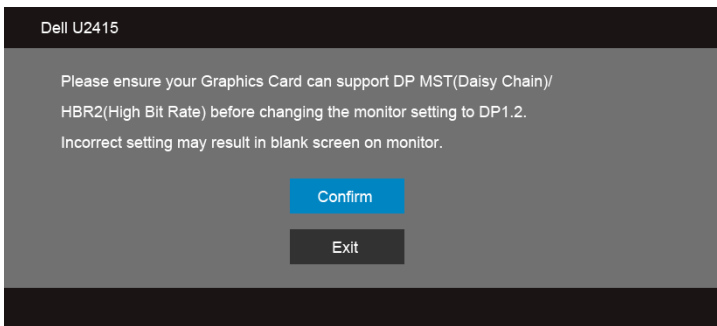 Dell U2415
Please ensure your Graphics Card can support DP MST(Daisy Chain)/
HBR2(High Bit Rate) before changing the monitor setting to DP1.2.
Incorrect setting may result in blank screen on monitor.
Confirm
Exit